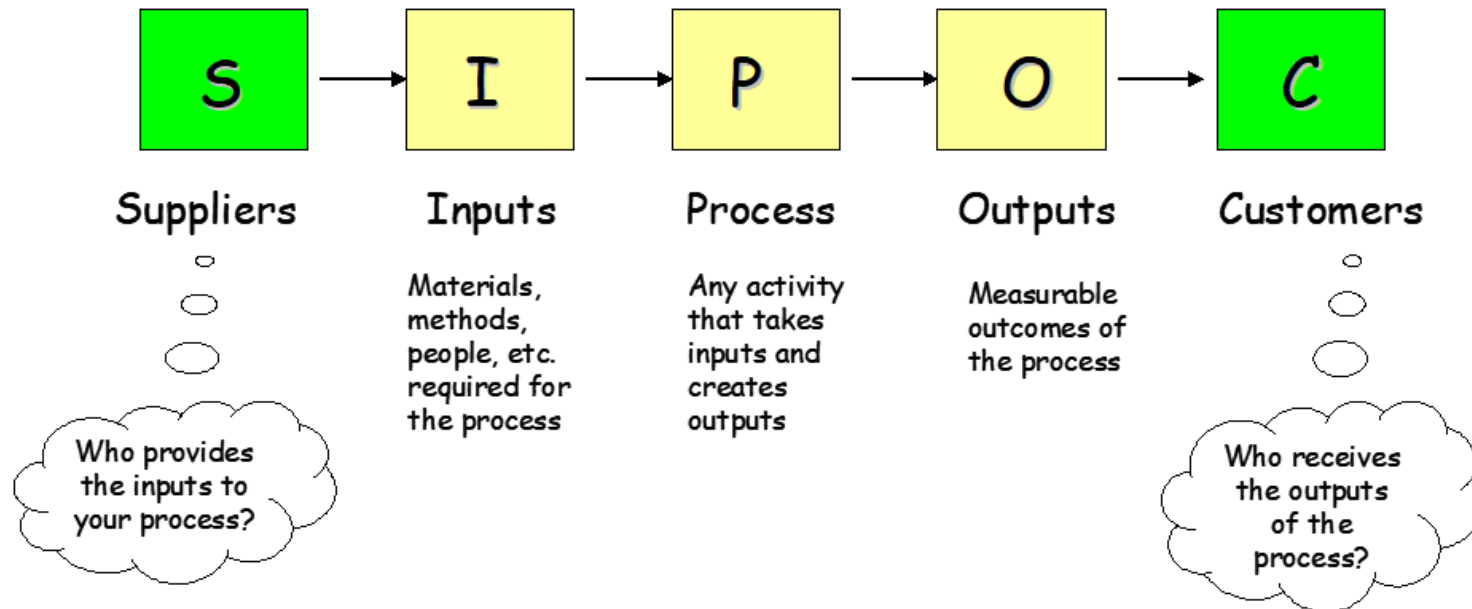 S I P O C
Suppliers Inputs Process Outputs Customers
Materials,
methods,
people, etc.
required for
the process
Any activity
that takes
inputs and
creates
outputs
Measurable
outcomes of
the process
Who provides
the inputs to
your process?
Who receives
the outputs
of the
process?